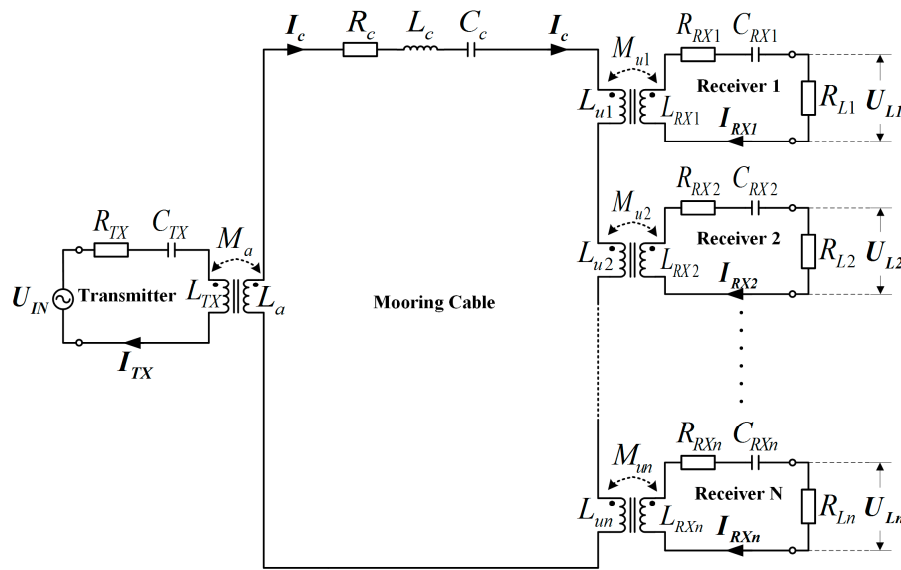 I_c R_c L_c C_c I_c
M_u1 R_RX1 C_RX1
Receiver 1
L_u1 L_RX1 R_L1 U_L1
I_RX1
M_u2 R_RX2 C_RX2
Receiver 2
L_u2 L_RX2 R_L2 U_L2
I_RX2
R_TX C_TX M_a
U_IN Transmitter L_TX L_a
I_TX
Mooring Cable
M_un R_RXn C_RXn
Receiver N
L_un L_RXn R_Ln U_Ln
I_RXn